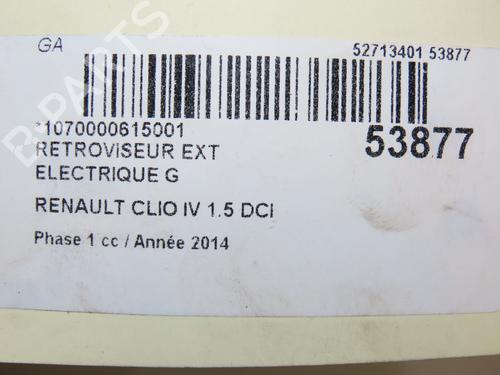 GA
52713401 53877
*1070000615001
RETROViSEUR EXT
ELECTRIQUE G
53877
RENAULT CLIO IV 1.5 DCI
Phase 1 cc / Année 2014
B-PARTS